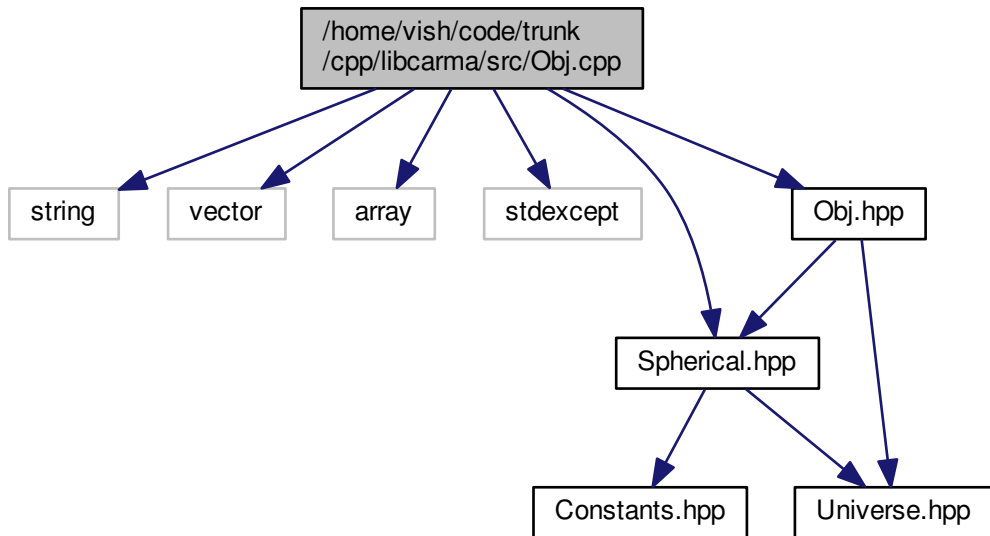 /home/vish/code/trunk
/cpp/libcarma/src/Obj.cpp
string
vector
array
stdexcept
Obj.hpp
Spherical.hpp
Constants.hpp
Universe.hpp